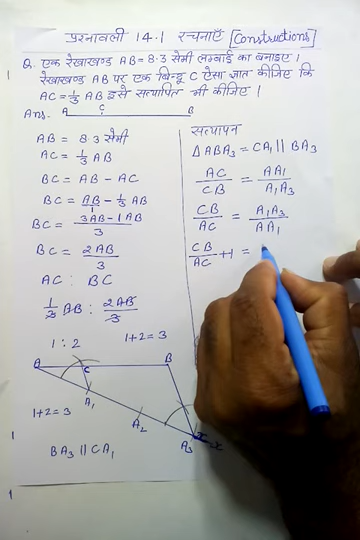 प्रश्नावली 14.1 रचनाएँ [Constructions]
Q. एक रेखाखण्ड AB = 8.3 सेमी लम्बाई का बनाइए।
रेखाखण्ड AB पर एक बिन्दू C ऐसा ज्ञात कीजिए कि
AC = 1/3 AB इसे सत्यापित भी कीजिए।
Ans. A C B
AB = 8.3 सेमी
AC = 1/3 AB
BC = AB - AC
BC = AB/1 - 1/3 AB
BC = 3AB - 1AB / 3
BC = 2AB/3
AC : BC
1/3 AB : 2AB/3
1 : 2
1+2=3
सत्यापन
△ABA₃ = CA₁ || BA₃
AC/CB = AA₁/A₁A₃
CB/AC = A₁A₃/AA₁
CB/AC + 1 =
A C B
A₁
A₂
A₃ x
1+2=3
BA₃ || CA₁